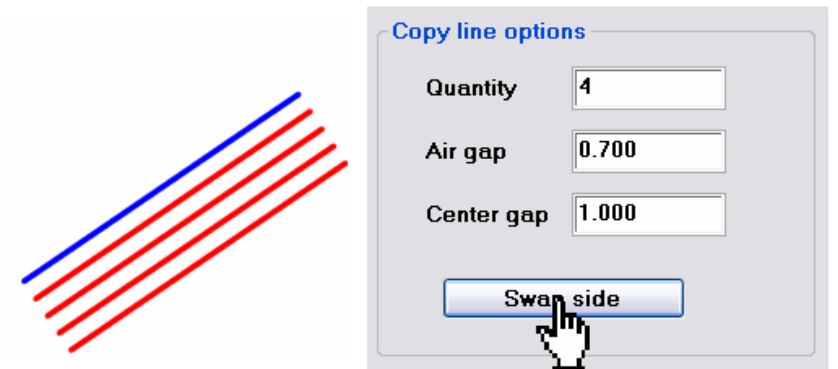 Copy line options
Quantity 4
Air gap 0.700
Center gap 1.000
Swap side